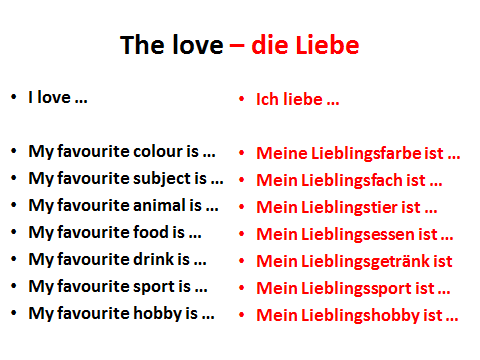 The love – die Liebe
• I love ...
• My favourite colour is ...
• My favourite subject is ...
• My favourite animal is ...
• My favourite food is ...
• My favourite drink is ...
• My favourite sport is ...
• My favourite hobby is ...
• Ich liebe ...
• Meine Lieblingsfarbe ist ...
• Mein Lieblingsfach ist ...
• Mein Lieblingstier ist ...
• Mein Lieblingsessen ist ...
• Mein Lieblingsgetränk ist
• Mein Lieblingssport ist ...
• Mein Lieblingshobby ist ...